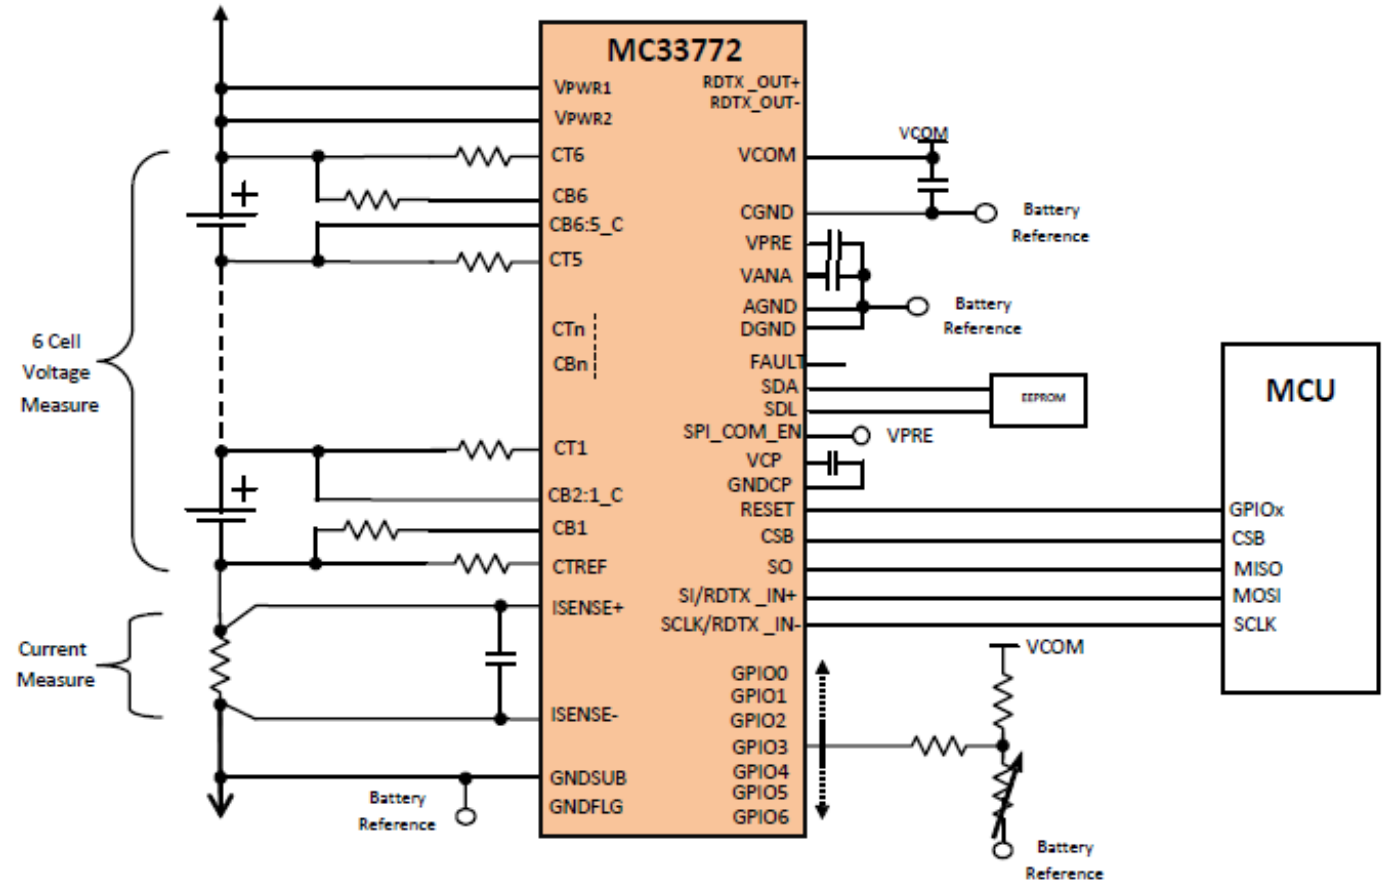 MC33772
VPWR1
VPWR2
CT6
CB6
CB6:5_C
CT5
CTn
CBn
CT1
CB2:1_C
CB1
CTREF
ISENSE+
ISENSE-
GNDSUB
GNDFLG
RDTX_OUT+
RDTX_OUT-
VCOM
CGND
VPRE
VANA
AGND
DGND
FAULT
SDA
SDL
SPI_COM_EN
VCP
GNDCP
RESET
CSB
SO
SI/RDTX_IN+
SCLK/RDTX_IN-
GPIO0
GPIO1
GPIO2
GPIO3
GPIO4
GPIO5
GPIO6
6 Cell
Voltage
Measure
+
+
Current
Measure
Battery
Reference
VCOM
Battery
Reference
Battery
Reference
EEPROM
VPRE
MCU
GPIOx
CSB
MISO
MOSI
SCLK
VCOM
Battery
Reference